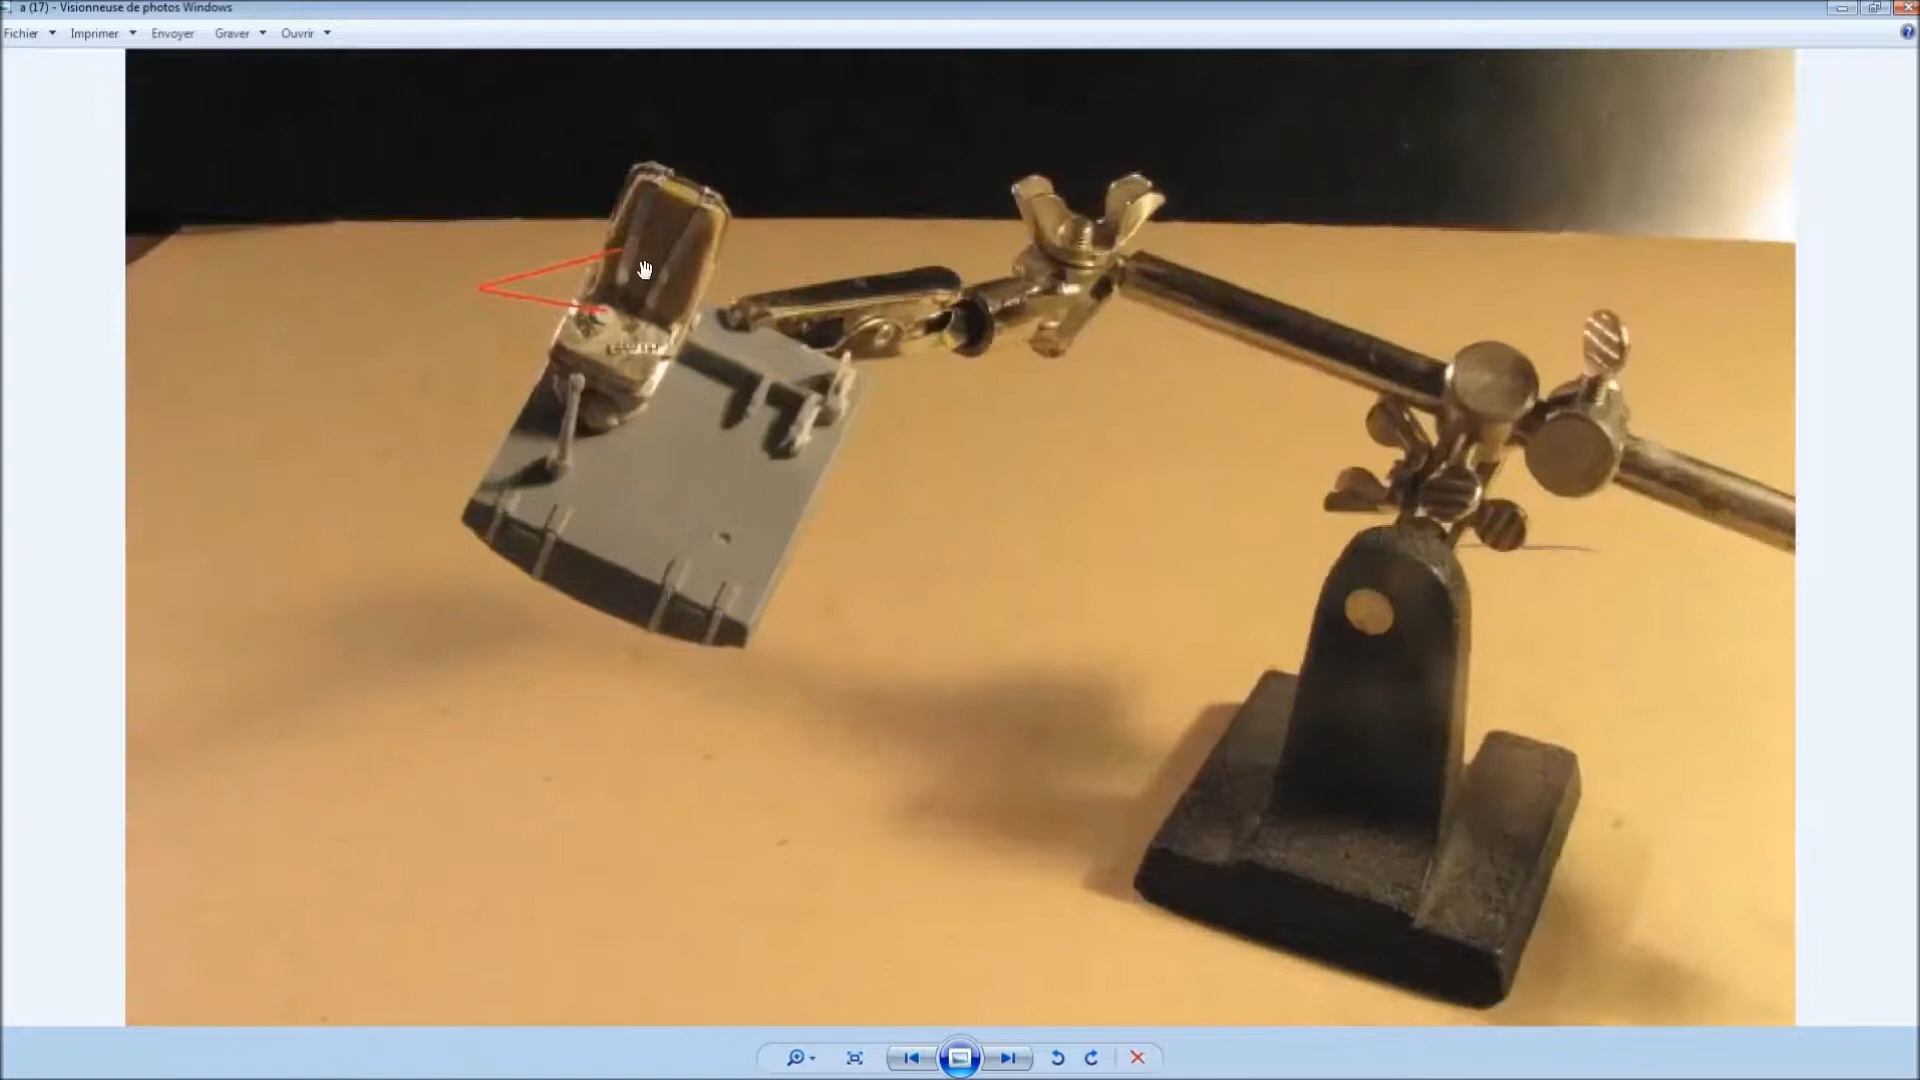 a (17) - Visionneuse de photos Windows
Fichier Imprimer Envoyer Graver Ouvrir